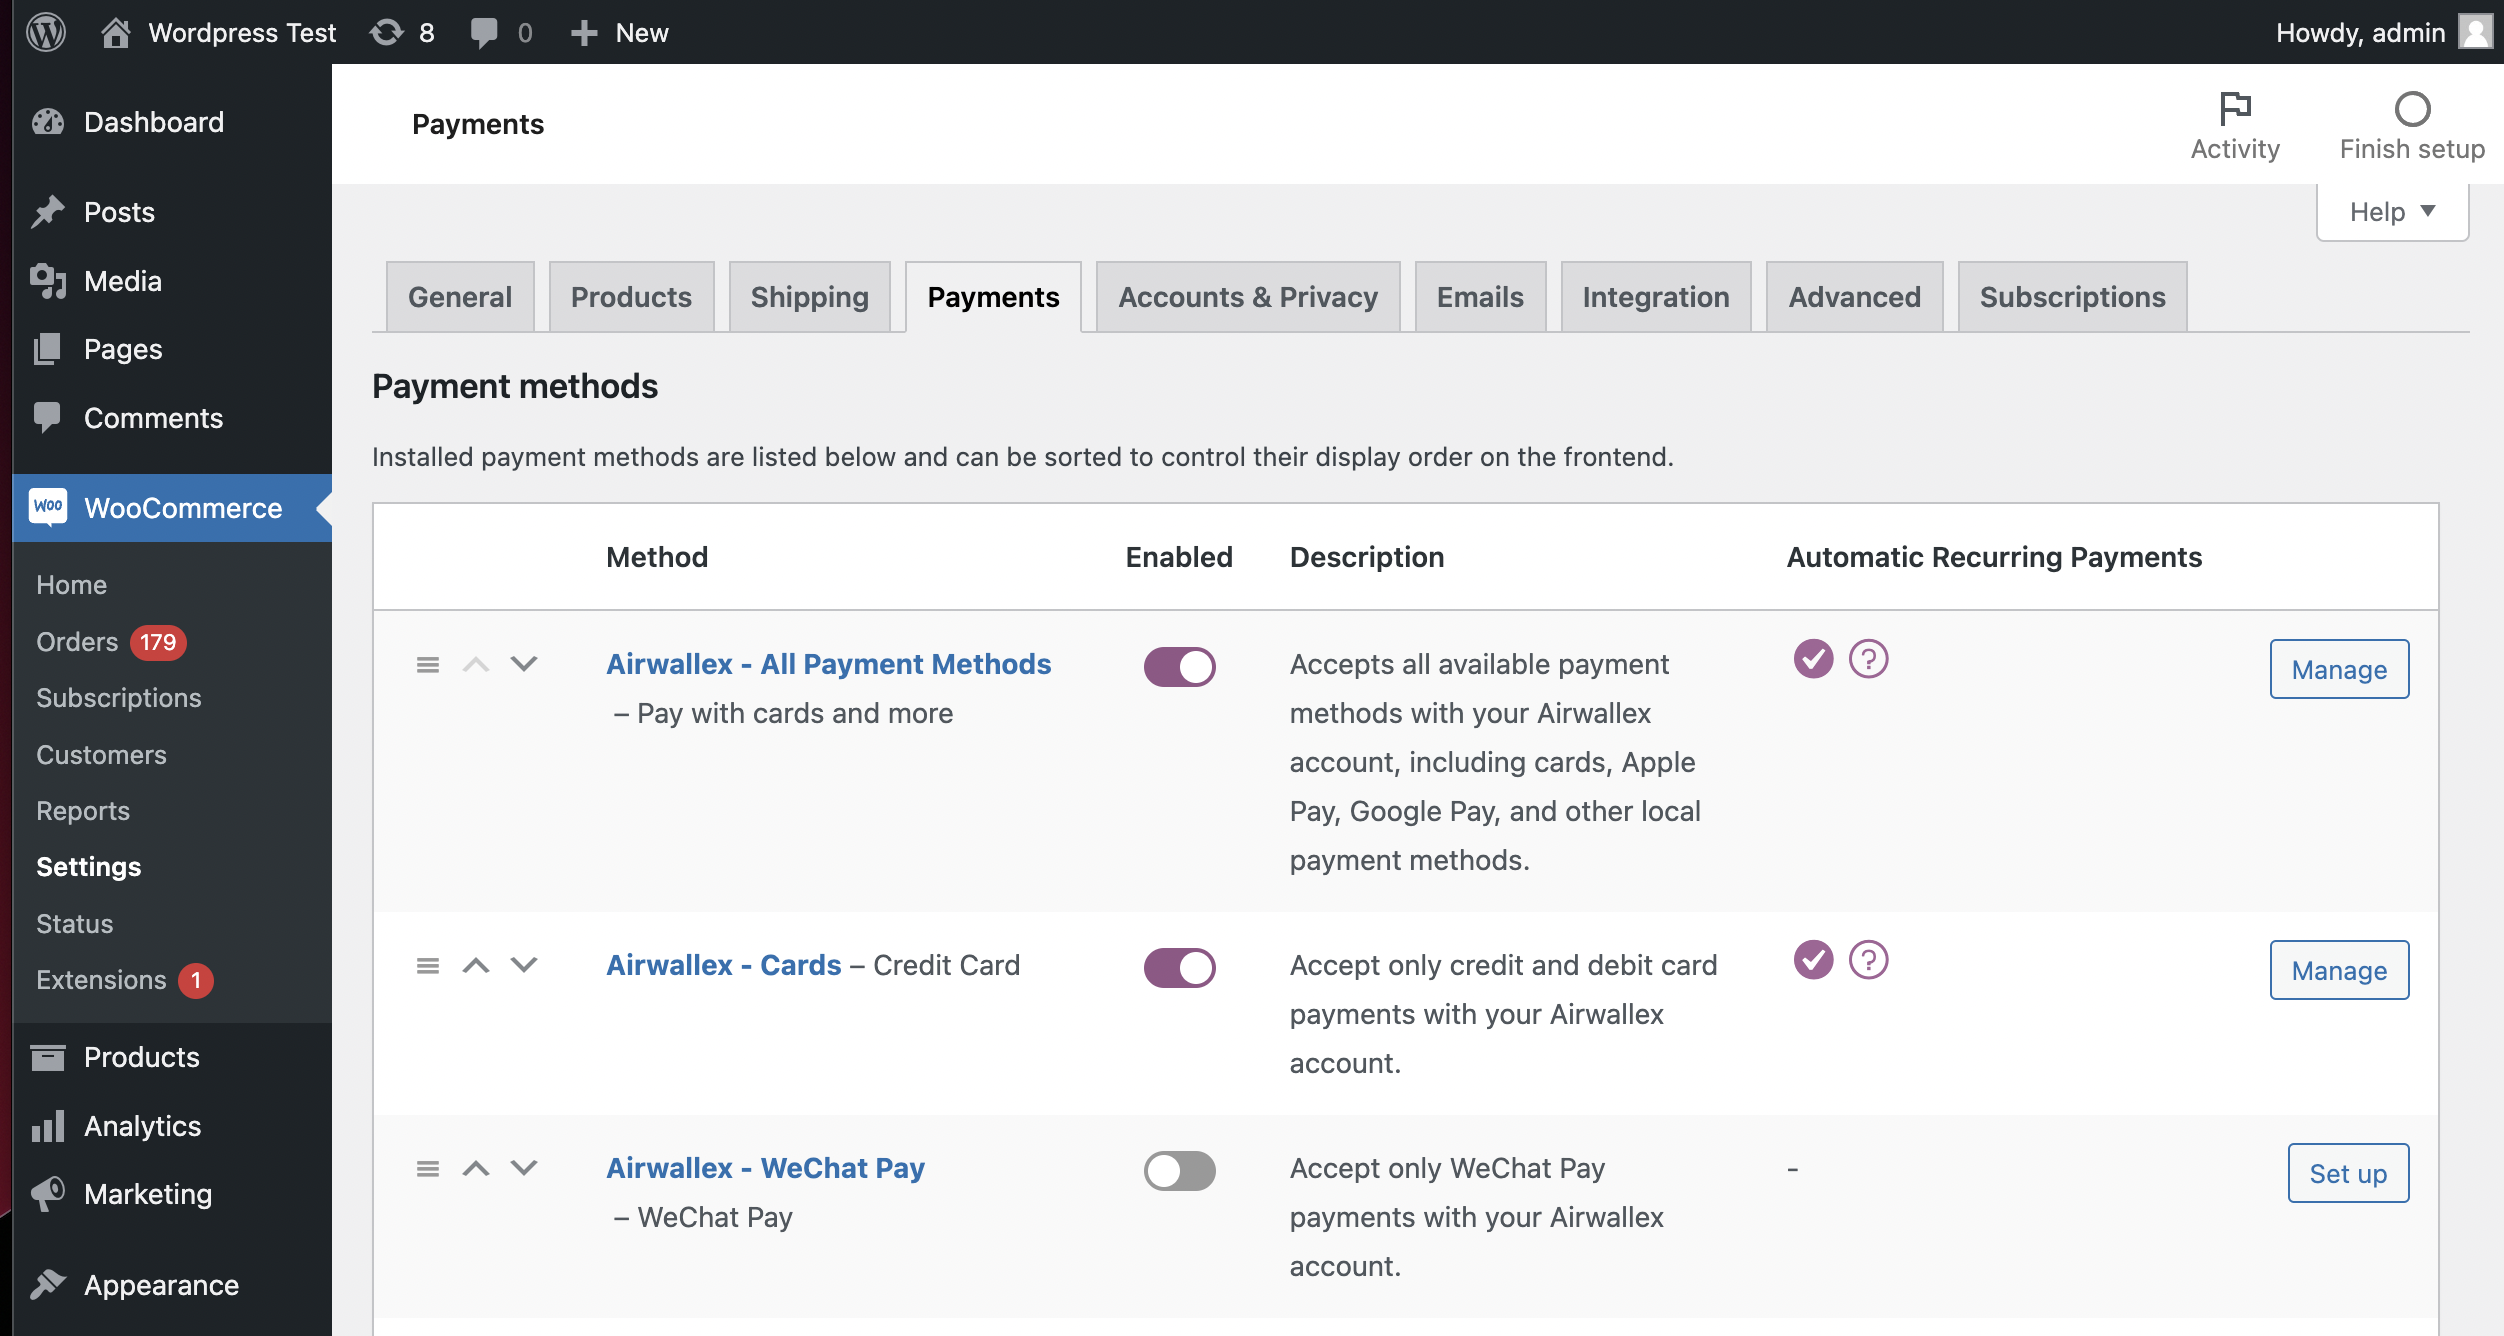 Wordpress Test
8
0
New
Howdy, admin
Dashboard
Posts
Media
Pages
Comments
Woo
WooCommerce
Home
Orders 179
Subscriptions
Customers
Reports
Settings
Status
Extensions 1
Products
Analytics
Marketing
Appearance
Payments
Activity
Finish setup
Help
General
Products
Shipping
Payments
Accounts & Privacy
Emails
Integration
Advanced
Subscriptions
Payment methods
Installed payment methods are listed below and can be sorted to control their display order on the frontend.
Method
Enabled
Description
Automatic Recurring Payments
Airwallex - All Payment Methods
– Pay with cards and more
Accepts all available payment
methods with your Airwallex
account, including cards, Apple
Pay, Google Pay, and other local
payment methods.
?
Manage
Airwallex - Cards – Credit Card
Accept only credit and debit card
payments with your Airwallex
account.
?
Manage
Airwallex - WeChat Pay
– WeChat Pay
Accept only WeChat Pay
payments with your Airwallex
account.
-
Set up